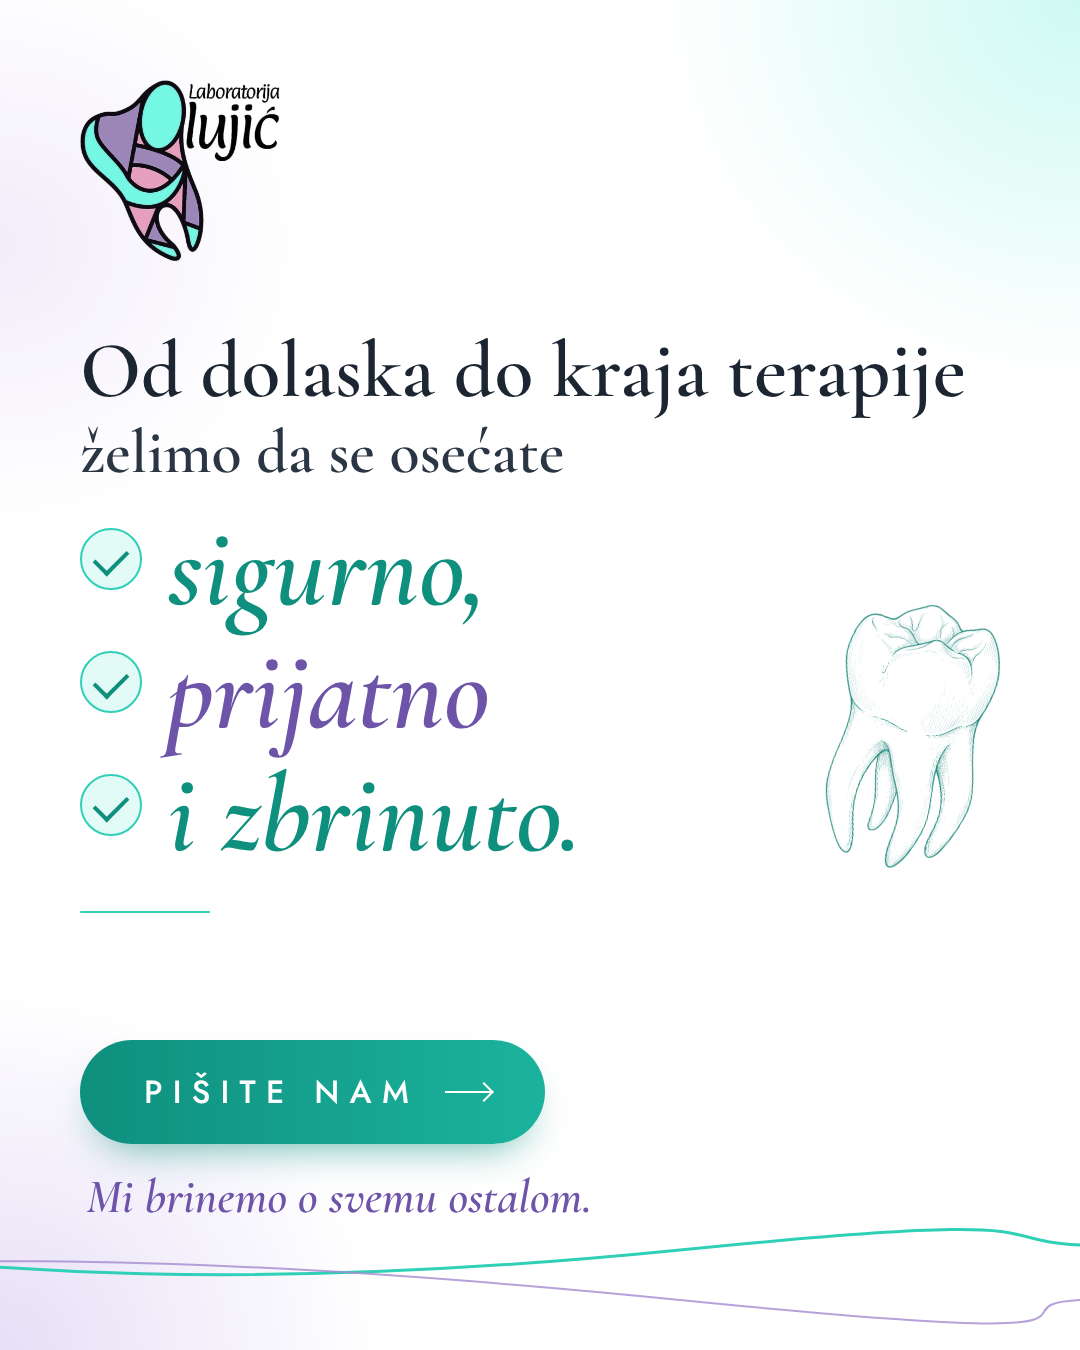 Laboratorija
lujić
Od dolaska do kraja terapije
želimo da se osećate
sigurno,
prijatno
i zbrinuto.
PIŠITE NAM
Mi brinemo o svemu ostalom.